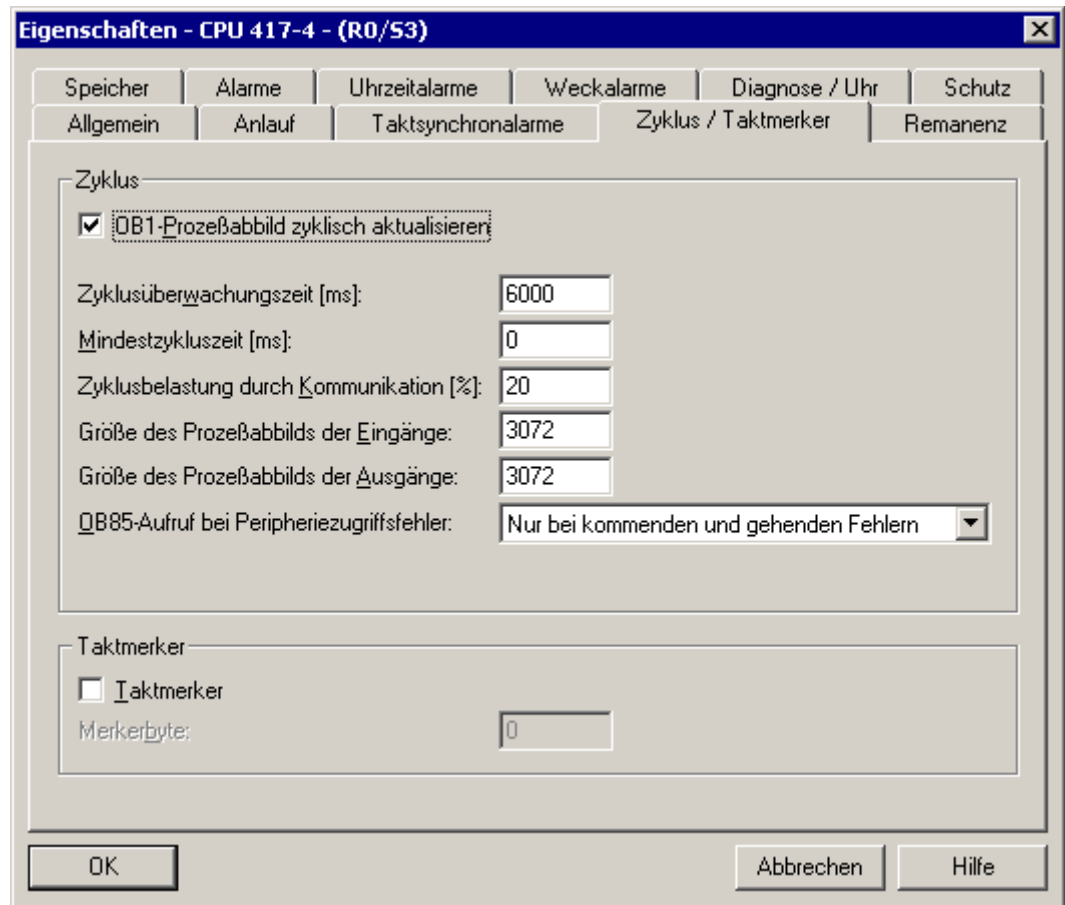 Eigenschaften - CPU 417-4 - (R0/S3)
Speicher Alarme Uhrzeitalarme Weckalarme Diagnose / Uhr Schutz
Allgemein Anlauf Taktsynchronalarme Zyklus / Taktmerker Remanenz
Zyklus
OB1-Prozeßabbild zyklisch aktualisieren
Zyklusüberwachungszeit [ms]: 6000
Mindestzykluszeit [ms]: 0
Zyklusbelastung durch Kommunikation [%]: 20
Größe des Prozeßabbilds der Eingänge: 3072
Größe des Prozeßabbilds der Ausgänge: 3072
OB85-Aufruf bei Peripheriezugriffsfehler: Nur bei kommenden und gehenden Fehlern
Taktmerker
Taktmerker
Merkerbyte: 0
OK Abbrechen Hilfe